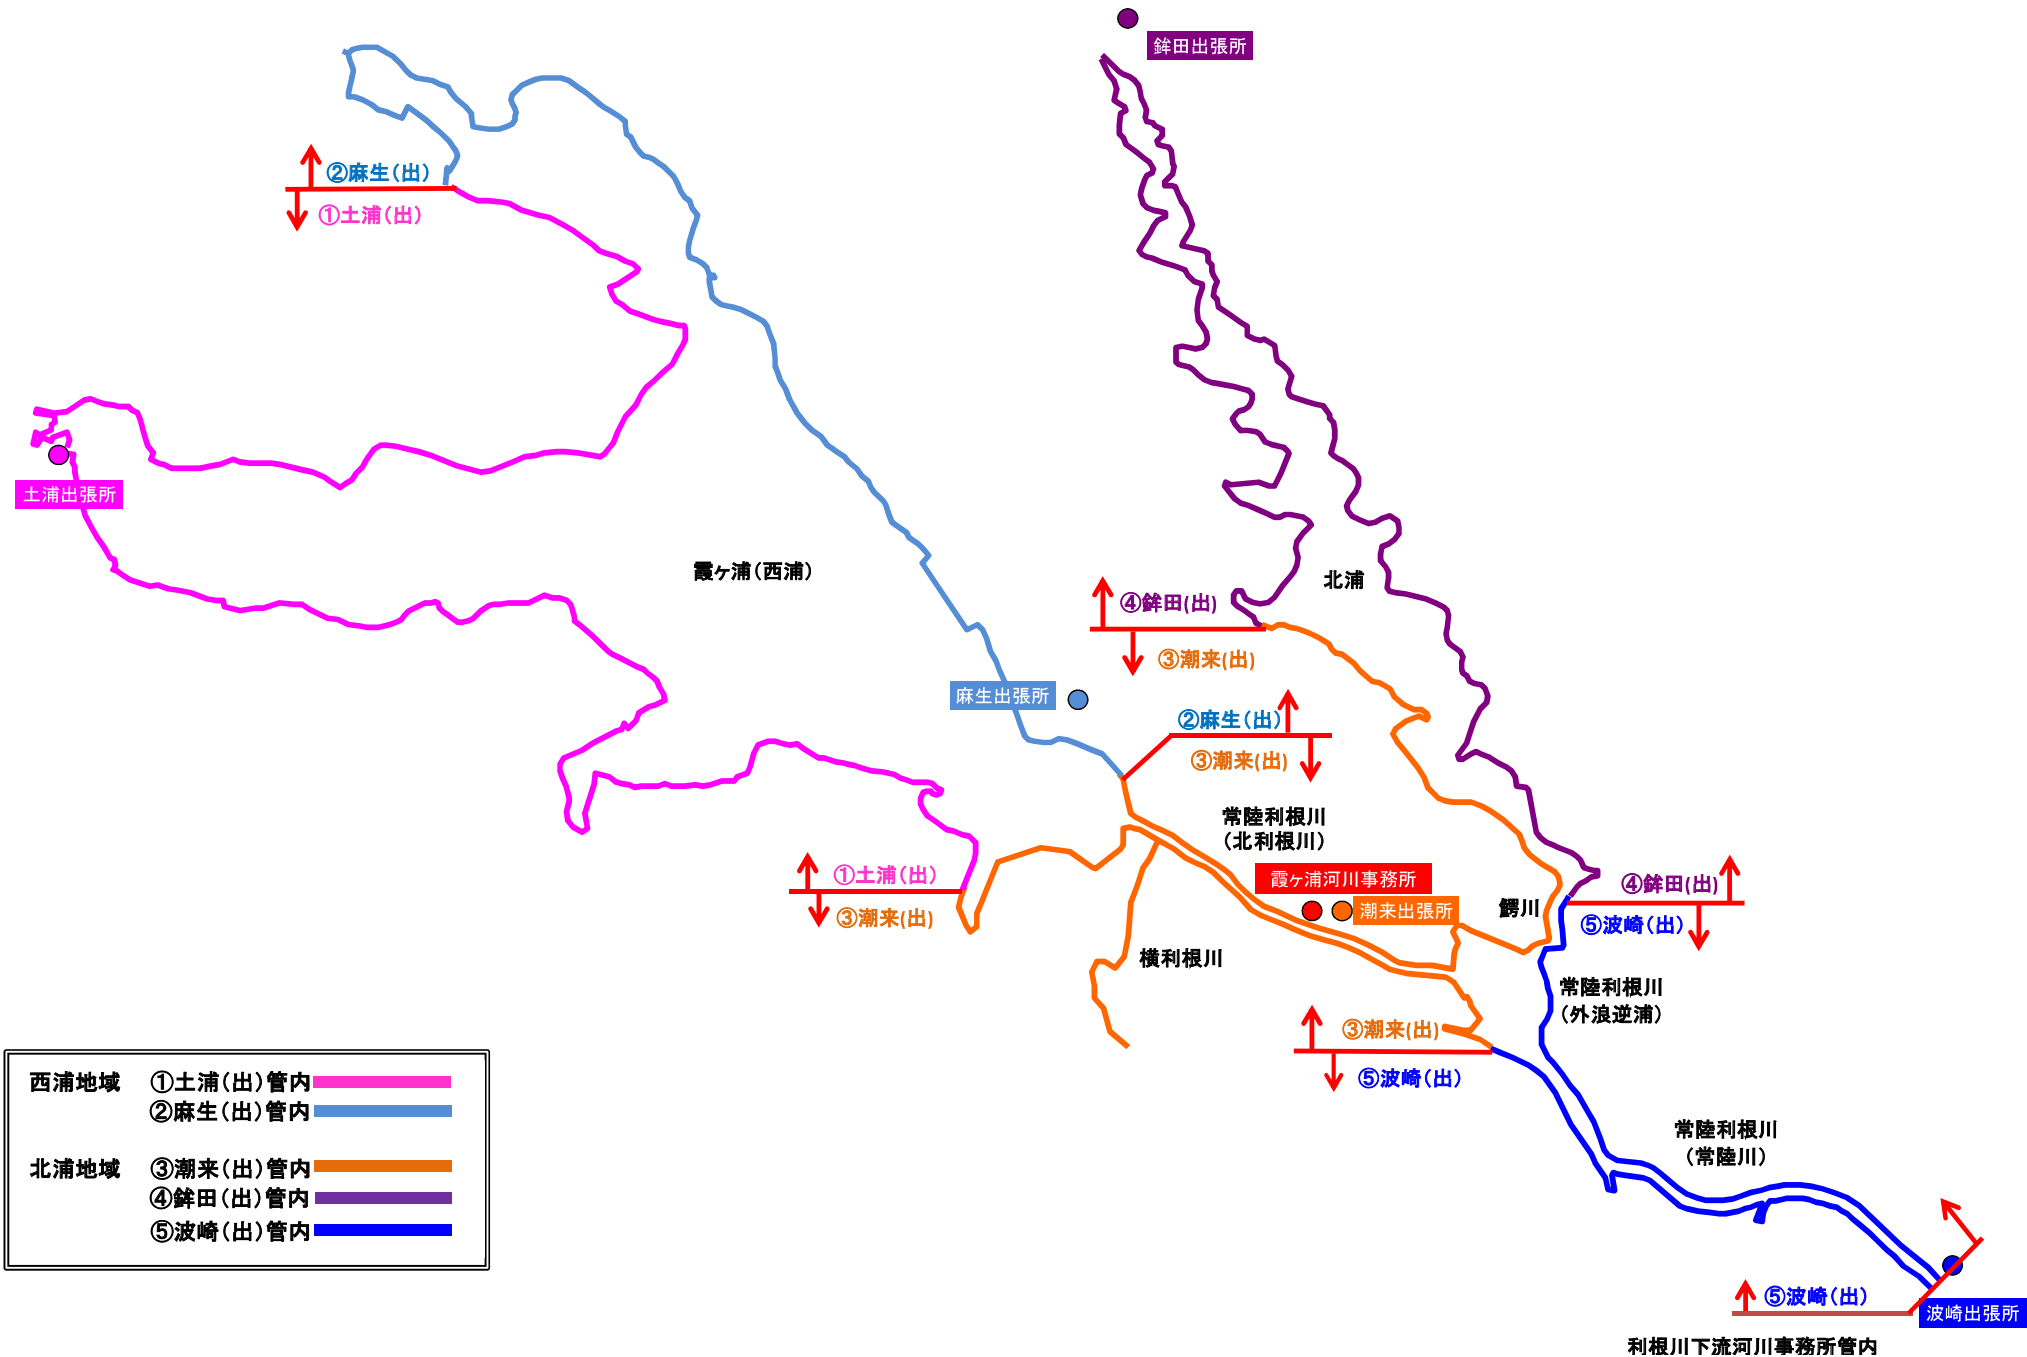 鉾田出張所
②麻生(出)
①土浦(出)
土浦出張所
霞ヶ浦(西浦)
北浦
④鉾田(出)
③潮来(出)
麻生出張所
②麻生(出)
③潮来(出)
常陸利根川
(北利根川)
①土浦(出)
③潮来(出)
霞ヶ浦河川事務所
潮来出張所
鰐川
④鉾田(出)
⑤波崎(出)
横利根川
常陸利根川
(外浪逆浦)
③潮来(出)
⑤波崎(出)
西浦地域 ①土浦(出)管内
②麻生(出)管内
北浦地域 ③潮来(出)管内
④鉾田(出)管内
⑤波崎(出)管内
常陸利根川
(常陸川)
⑤波崎(出)
波崎出張所
利根川下流河川事務所管内